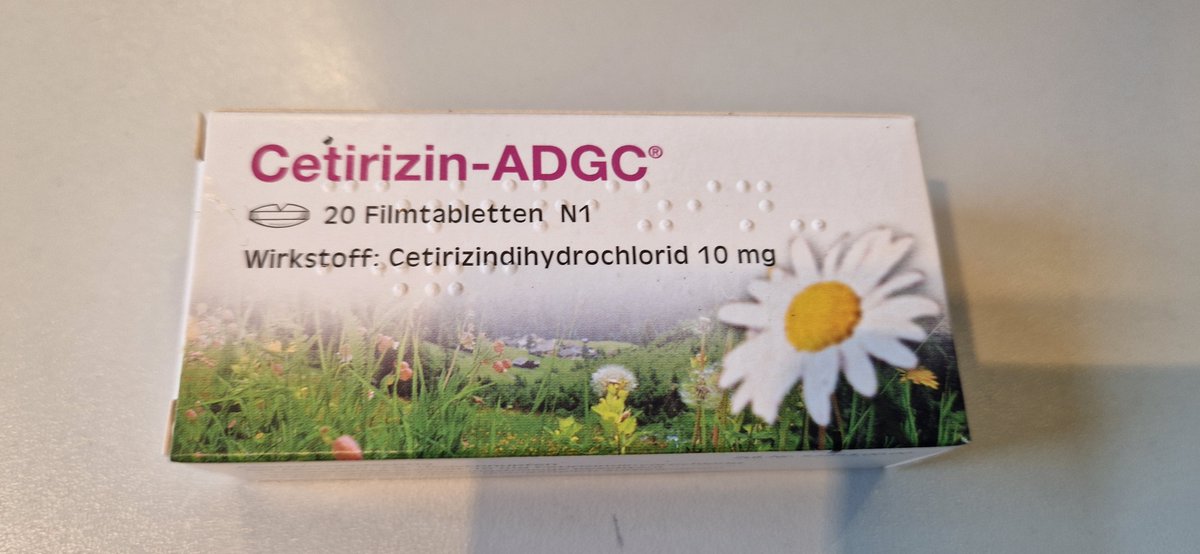 Cetirizin-ADGC®
20 Filmtabletten N1
Wirkstoff: Cetirizindihydrochlorid 10 mg